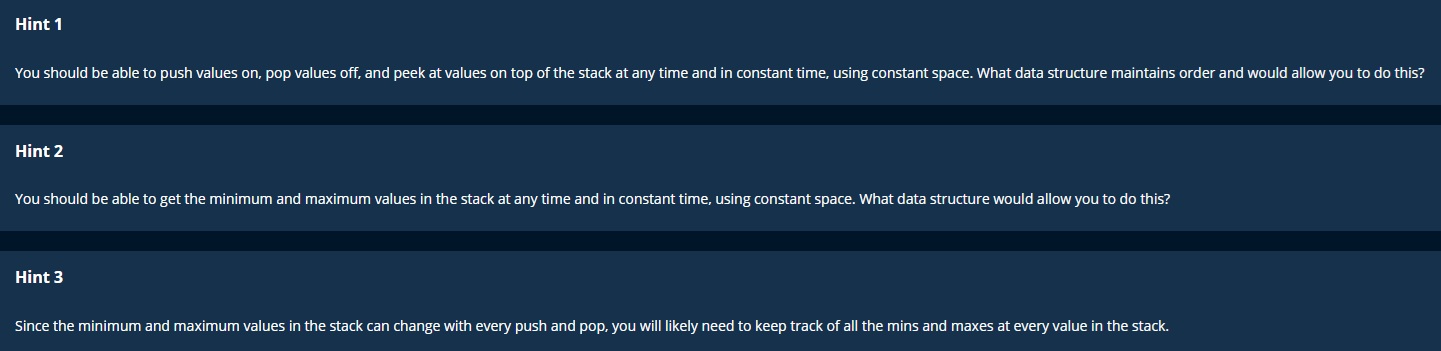 Hint 1
You should be able to push values on, pop values off, and peek at values on top of the stack at any time and in constant time, using constant space. What data structure maintains order and would allow you to do this?
Hint 2
You should be able to get the minimum and maximum values in the stack at any time and in constant time, using constant space. What data structure would allow you to do this?
Hint 3
Since the minimum and maximum values in the stack can change with every push and pop, you will likely need to keep track of all the mins and maxes at every value in the stack.